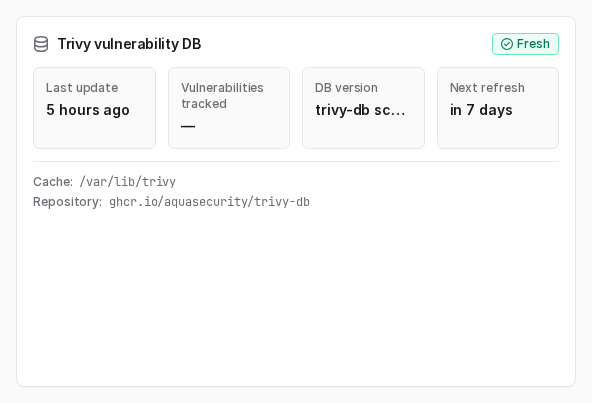 Trivy vulnerability DB
Fresh
Last update
5 hours ago
Vulnerabilities
tracked
—
DB version
trivy-db sc...
Next refresh
in 7 days
Cache: /var/lib/trivy
Repository: ghcr.io/aquasecurity/trivy-db